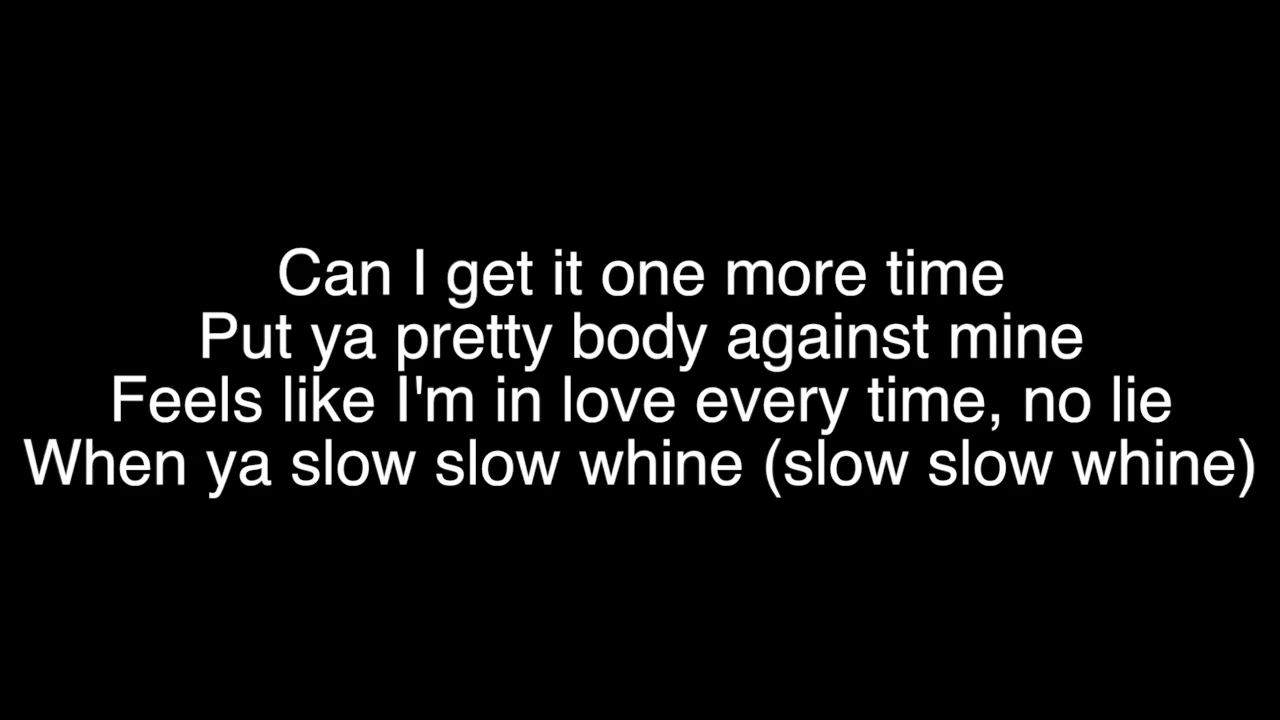 Can I get it one more time
Put ya pretty body against mine
Feels like I'm in love every time, no lie
When ya slow slow whine (slow slow whine)